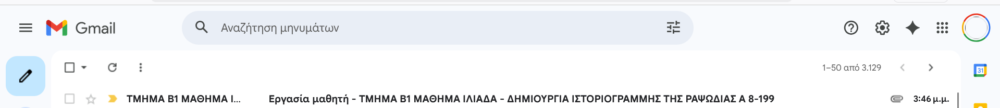 Gmail
Αναζήτηση μηνυμάτων
1–50 από 3.129
31
ΤΜΗΜΑ Β1 ΜΑΘΗΜΑ Ι... Εργασία μαθητή - ΤΜΗΜΑ Β1 ΜΑΘΗΜΑ ΙΛΙΑΔΑ - ΔΗΜΙΟΥΡΓΙΑ ΙΣΤΟΡΙΟΓΡΑΜΜΗΣ ΤΗΣ ΡΑΨΩΔΙΑΣ Α 8-199 3:46 μ.μ.